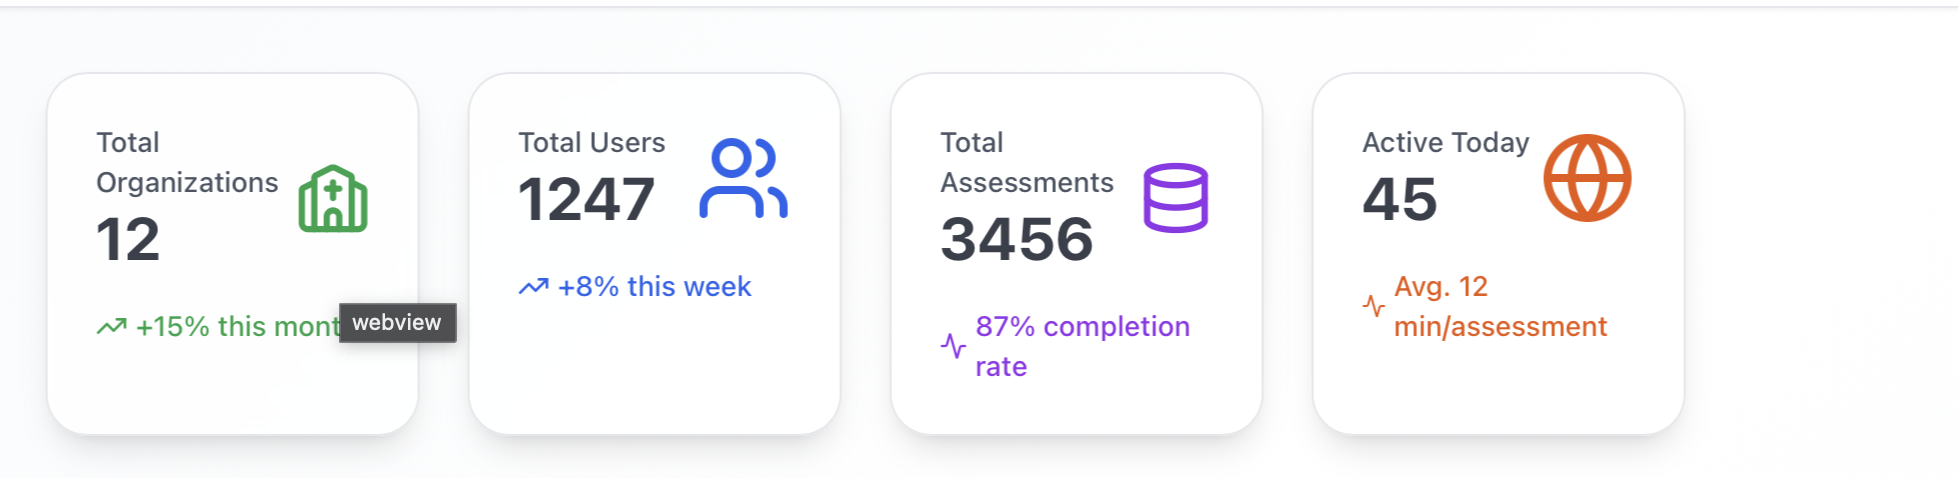 Total
Organizations
12
+15% this mont
webview
Total Users
1247
+8% this week
Total
Assessments
3456
87% completion
rate
Active Today
45
Avg. 12
min/assessment